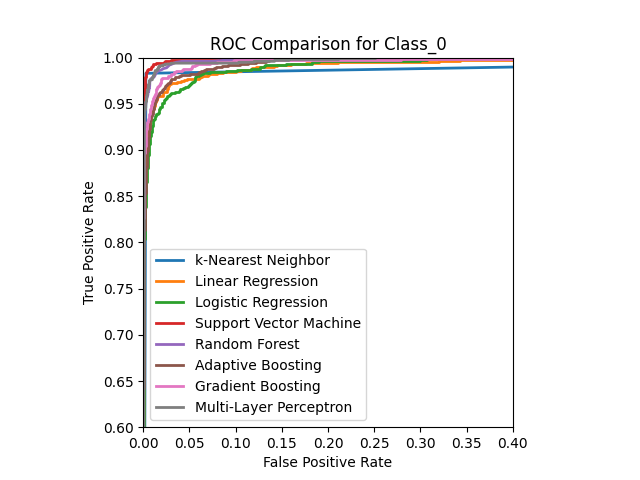 ROC Comparison for Class_0
1.00
0.95
0.90
0.85
0.80
0.75
0.70
0.65
0.60
True Positive Rate
k-Nearest Neighbor
Linear Regression
Logistic Regression
Support Vector Machine
Random Forest
Adaptive Boosting
Gradient Boosting
Multi-Layer Perceptron
0.00 0.05 0.10 0.15 0.20 0.25 0.30 0.35 0.40
False Positive Rate